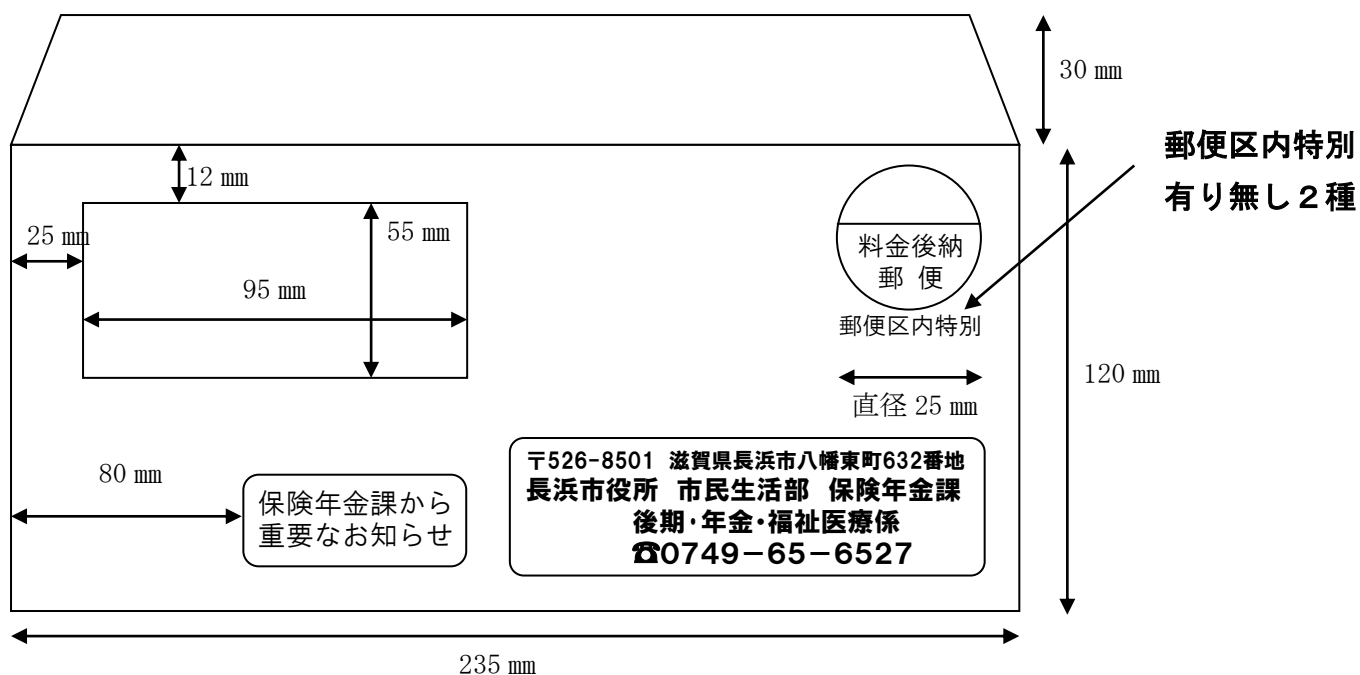 30 ㎜
郵便区内特別
有り無し２種
12 ㎜
25 ㎜
55 ㎜
95 ㎜
料金後納
郵 便
郵便区内特別
直径 25 ㎜
120 ㎜
80 ㎜
保険年金課から
重要なお知らせ
〒526-8501 滋賀県長浜市八幡東町632番地
長浜市役所 市民生活部 保険年金課
後期・年金・福祉医療係
☎0749－65－6527
235 ㎜